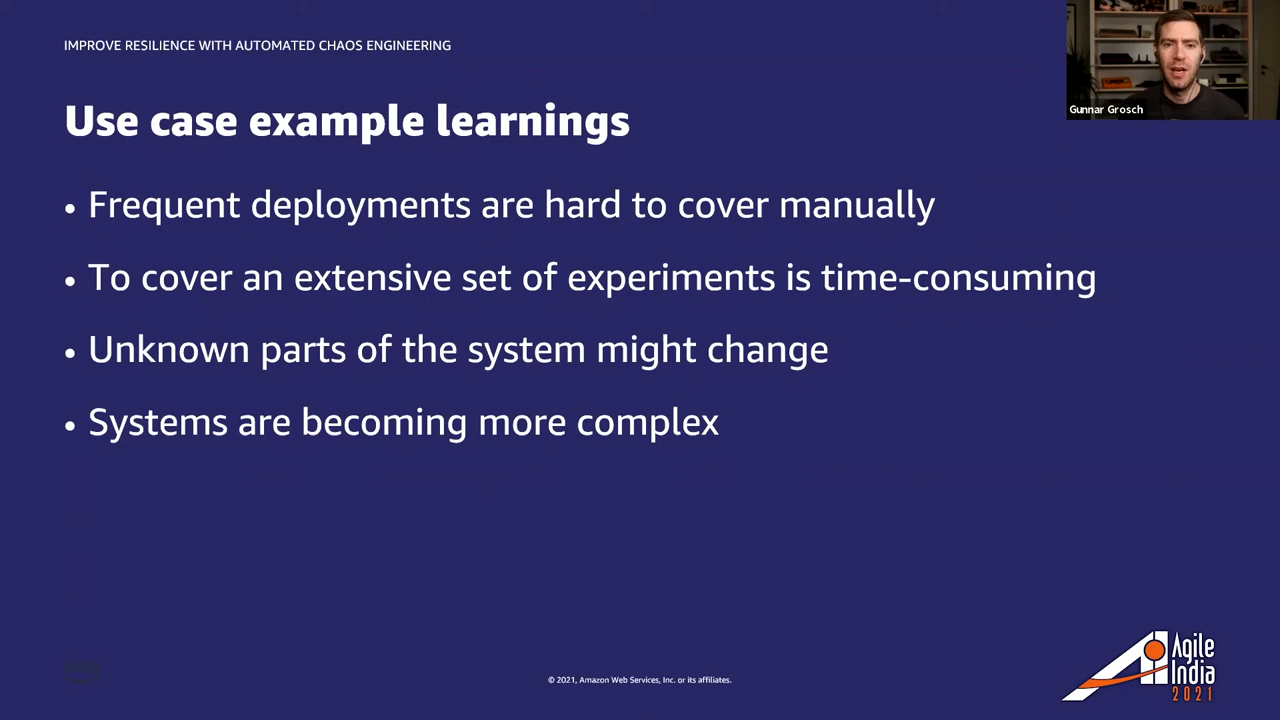 IMPROVE RESILIENCE WITH AUTOMATED CHAOS ENGINEERING
Gunnar Grosch
Use case example learnings
• Frequent deployments are hard to cover manually
• To cover an extensive set of experiments is time-consuming
• Unknown parts of the system might change
• Systems are becoming more complex
© 2021, Amazon Web Services, Inc. or its affiliates.
Agile
India
2021